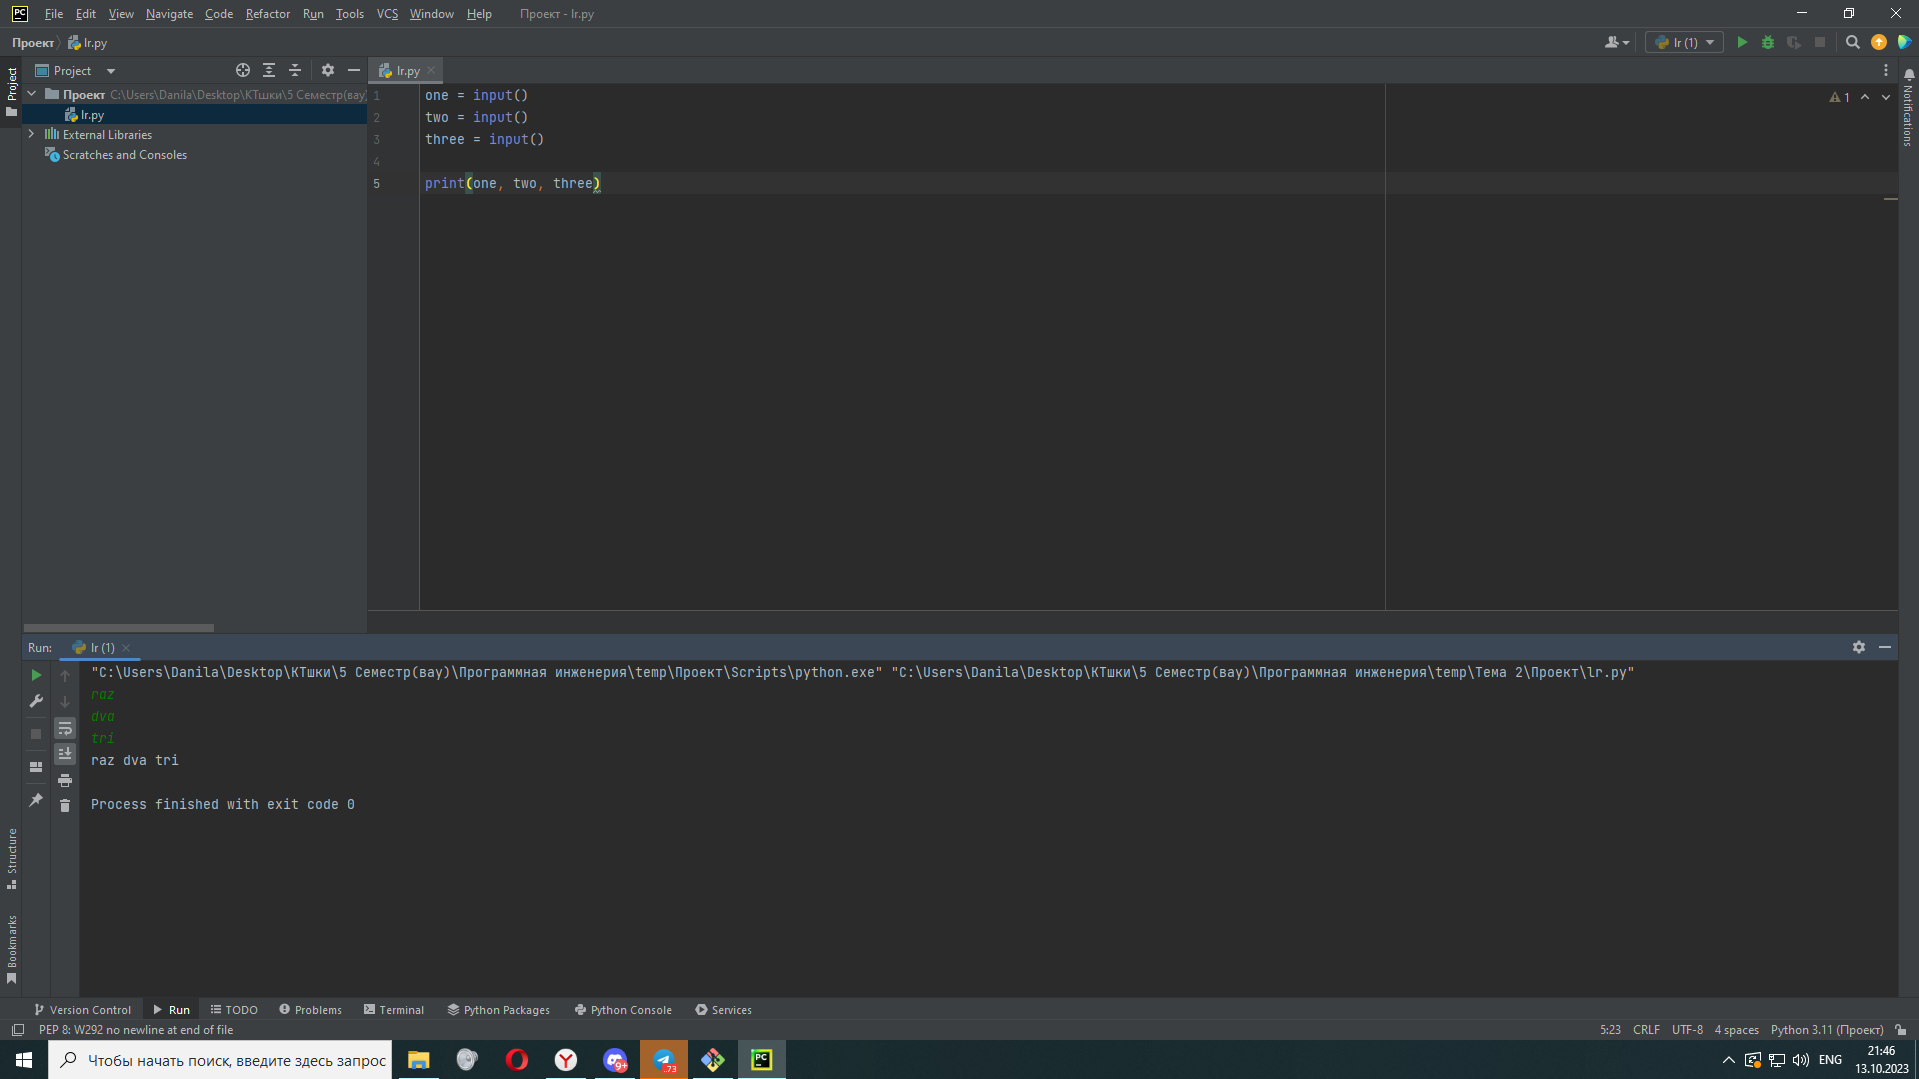 PC File Edit View Navigate Code Refactor Run Tools VCS Window Help Проект - lr.py
Проект lr.py lr (1)
Project lr.py
Проект C:\Users\Danila\Desktop\КТшки\5 Семестр(вау)
lr.py
External Libraries
Scratches and Consoles
1 one = input()
2 two = input()
3 three = input()
4
5 print(one, two, three)
1
Project
Notifications
Structure
Bookmarks
Run: lr (1)
"C:\Users\Danila\Desktop\КТшки\5 Семестр(вау)\Программная инженерия\temp\Проект\Scripts\python.exe" "C:\Users\Danila\Desktop\КТшки\5 Семестр(вау)\Программная инженерия\temp\Тема 2\Проект\lr.py"
raz
dva
tri
raz dva tri
Process finished with exit code 0
Version Control Run TODO Problems Terminal Python Packages Python Console Services
PEP 8: W292 no newline at end of file 5:23 CRLF UTF-8 4 spaces Python 3.11 (Проект)
Чтобы начать поиск, введите здесь запрос 9+ ..73 PC ENG 21:46
13.10.2023